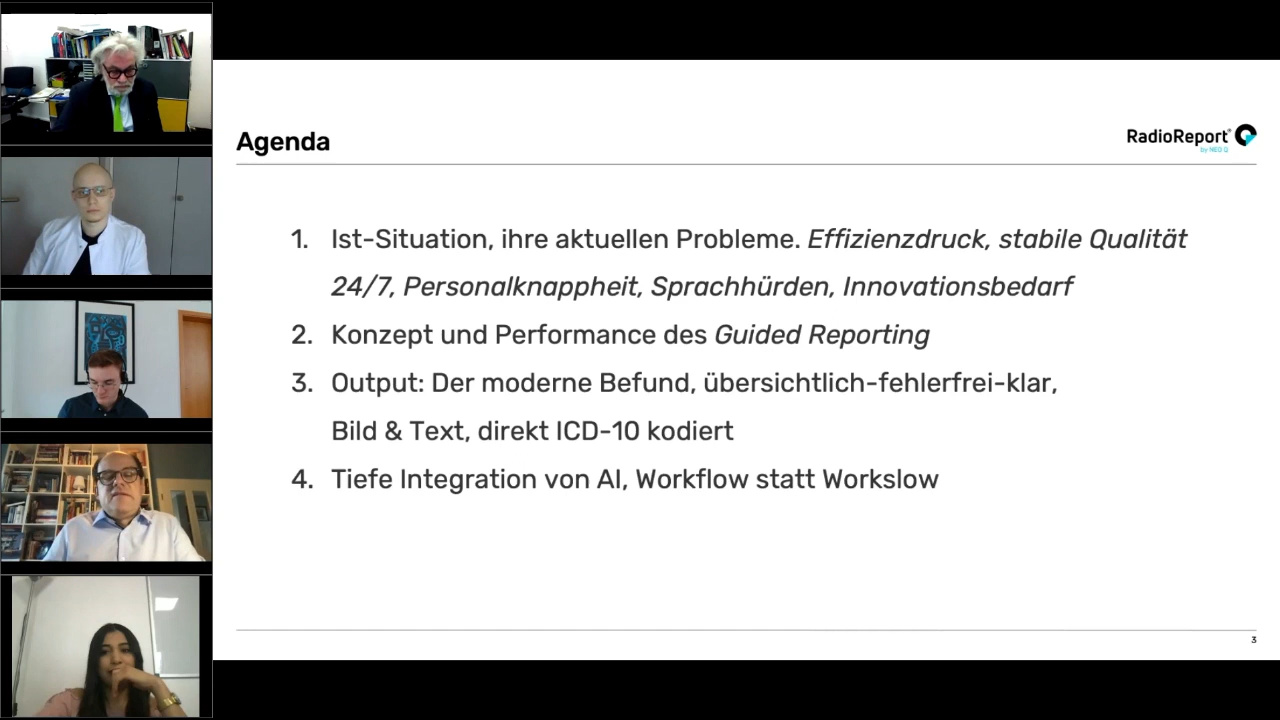 Agenda
RadioReport®
by NEO Q
1. Ist-Situation, ihre aktuellen Probleme. Effizienzdruck, stabile Qualität
24/7, Personalknappheit, Sprachhürden, Innovationsbedarf
2. Konzept und Performance des Guided Reporting
3. Output: Der moderne Befund, übersichtlich-fehlerfrei-klar,
Bild & Text, direkt ICD-10 kodiert
4. Tiefe Integration von AI, Workflow statt Workslow
3